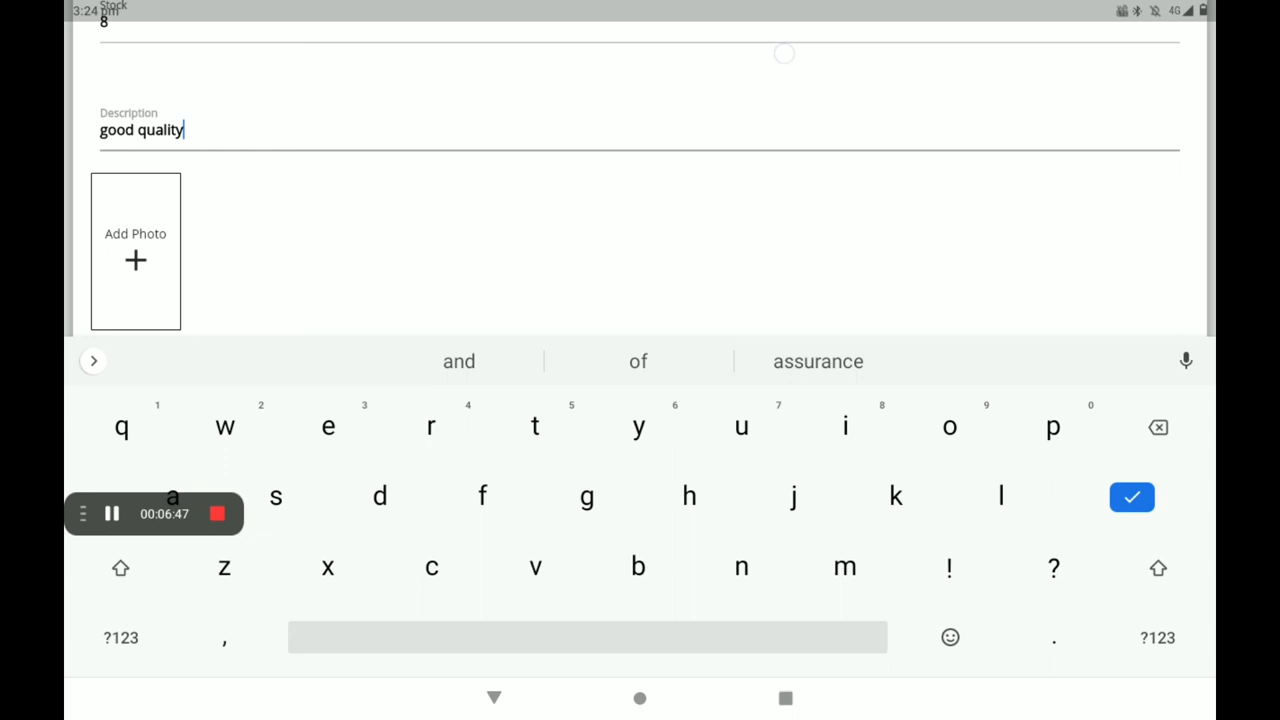 Stock
3:24 pm
4G
8
Description
good quality
Add Photo
and of assurance
1 2 3 4 5 6 7 8 9 0
q w e r t y u i o p
a s d f g h j k l
00:06:47
z x c v b n m ! ?
?123 , . ?123